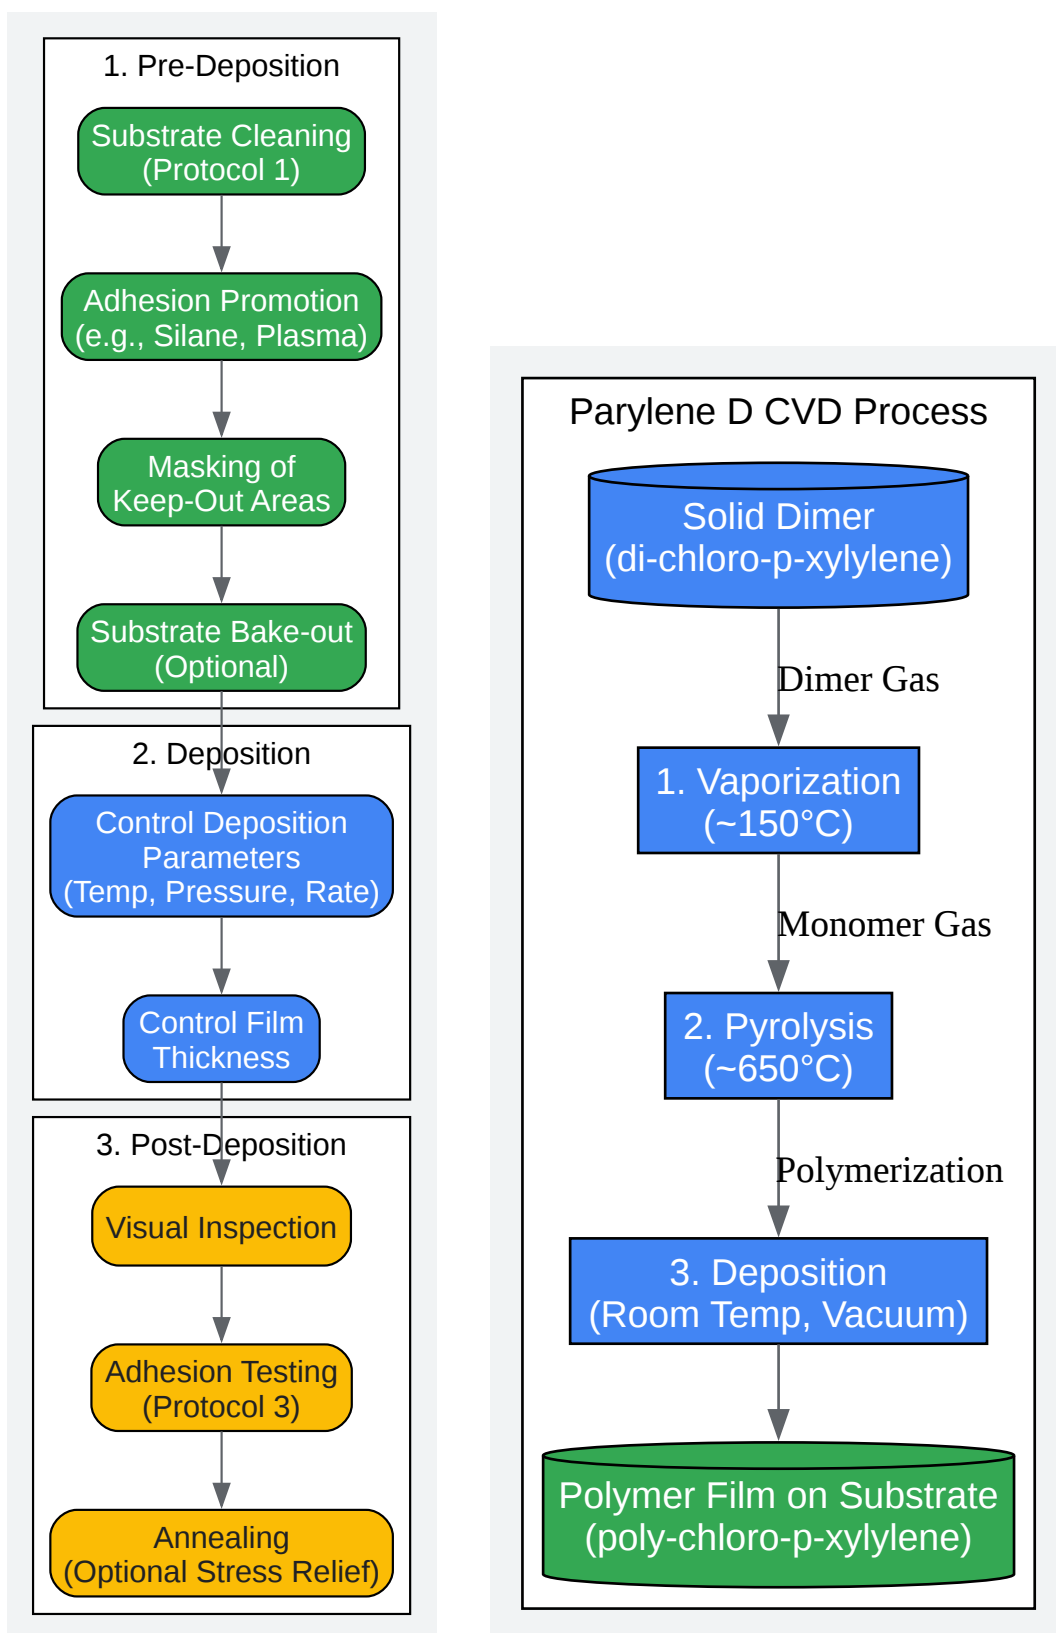 1. Pre-Deposition
Substrate Cleaning
(Protocol 1)
Adhesion Promotion
(e.g., Silane, Plasma)
Masking of
Keep-Out Areas
Substrate Bake-out
(Optional)
2. Deposition
Control Deposition
Parameters
(Temp, Pressure, Rate)
Control Film
Thickness
3. Post-Deposition
Visual Inspection
Adhesion Testing
(Protocol 3)
Annealing
(Optional Stress Relief)
Parylene D CVD Process
Solid Dimer
(di-chloro-p-xylylene)
Dimer Gas
1. Vaporization
(~150°C)
Monomer Gas
2. Pyrolysis
(~650°C)
Polymerization
3. Deposition
(Room Temp, Vacuum)
Polymer Film on Substrate
(poly-chloro-p-xylylene)